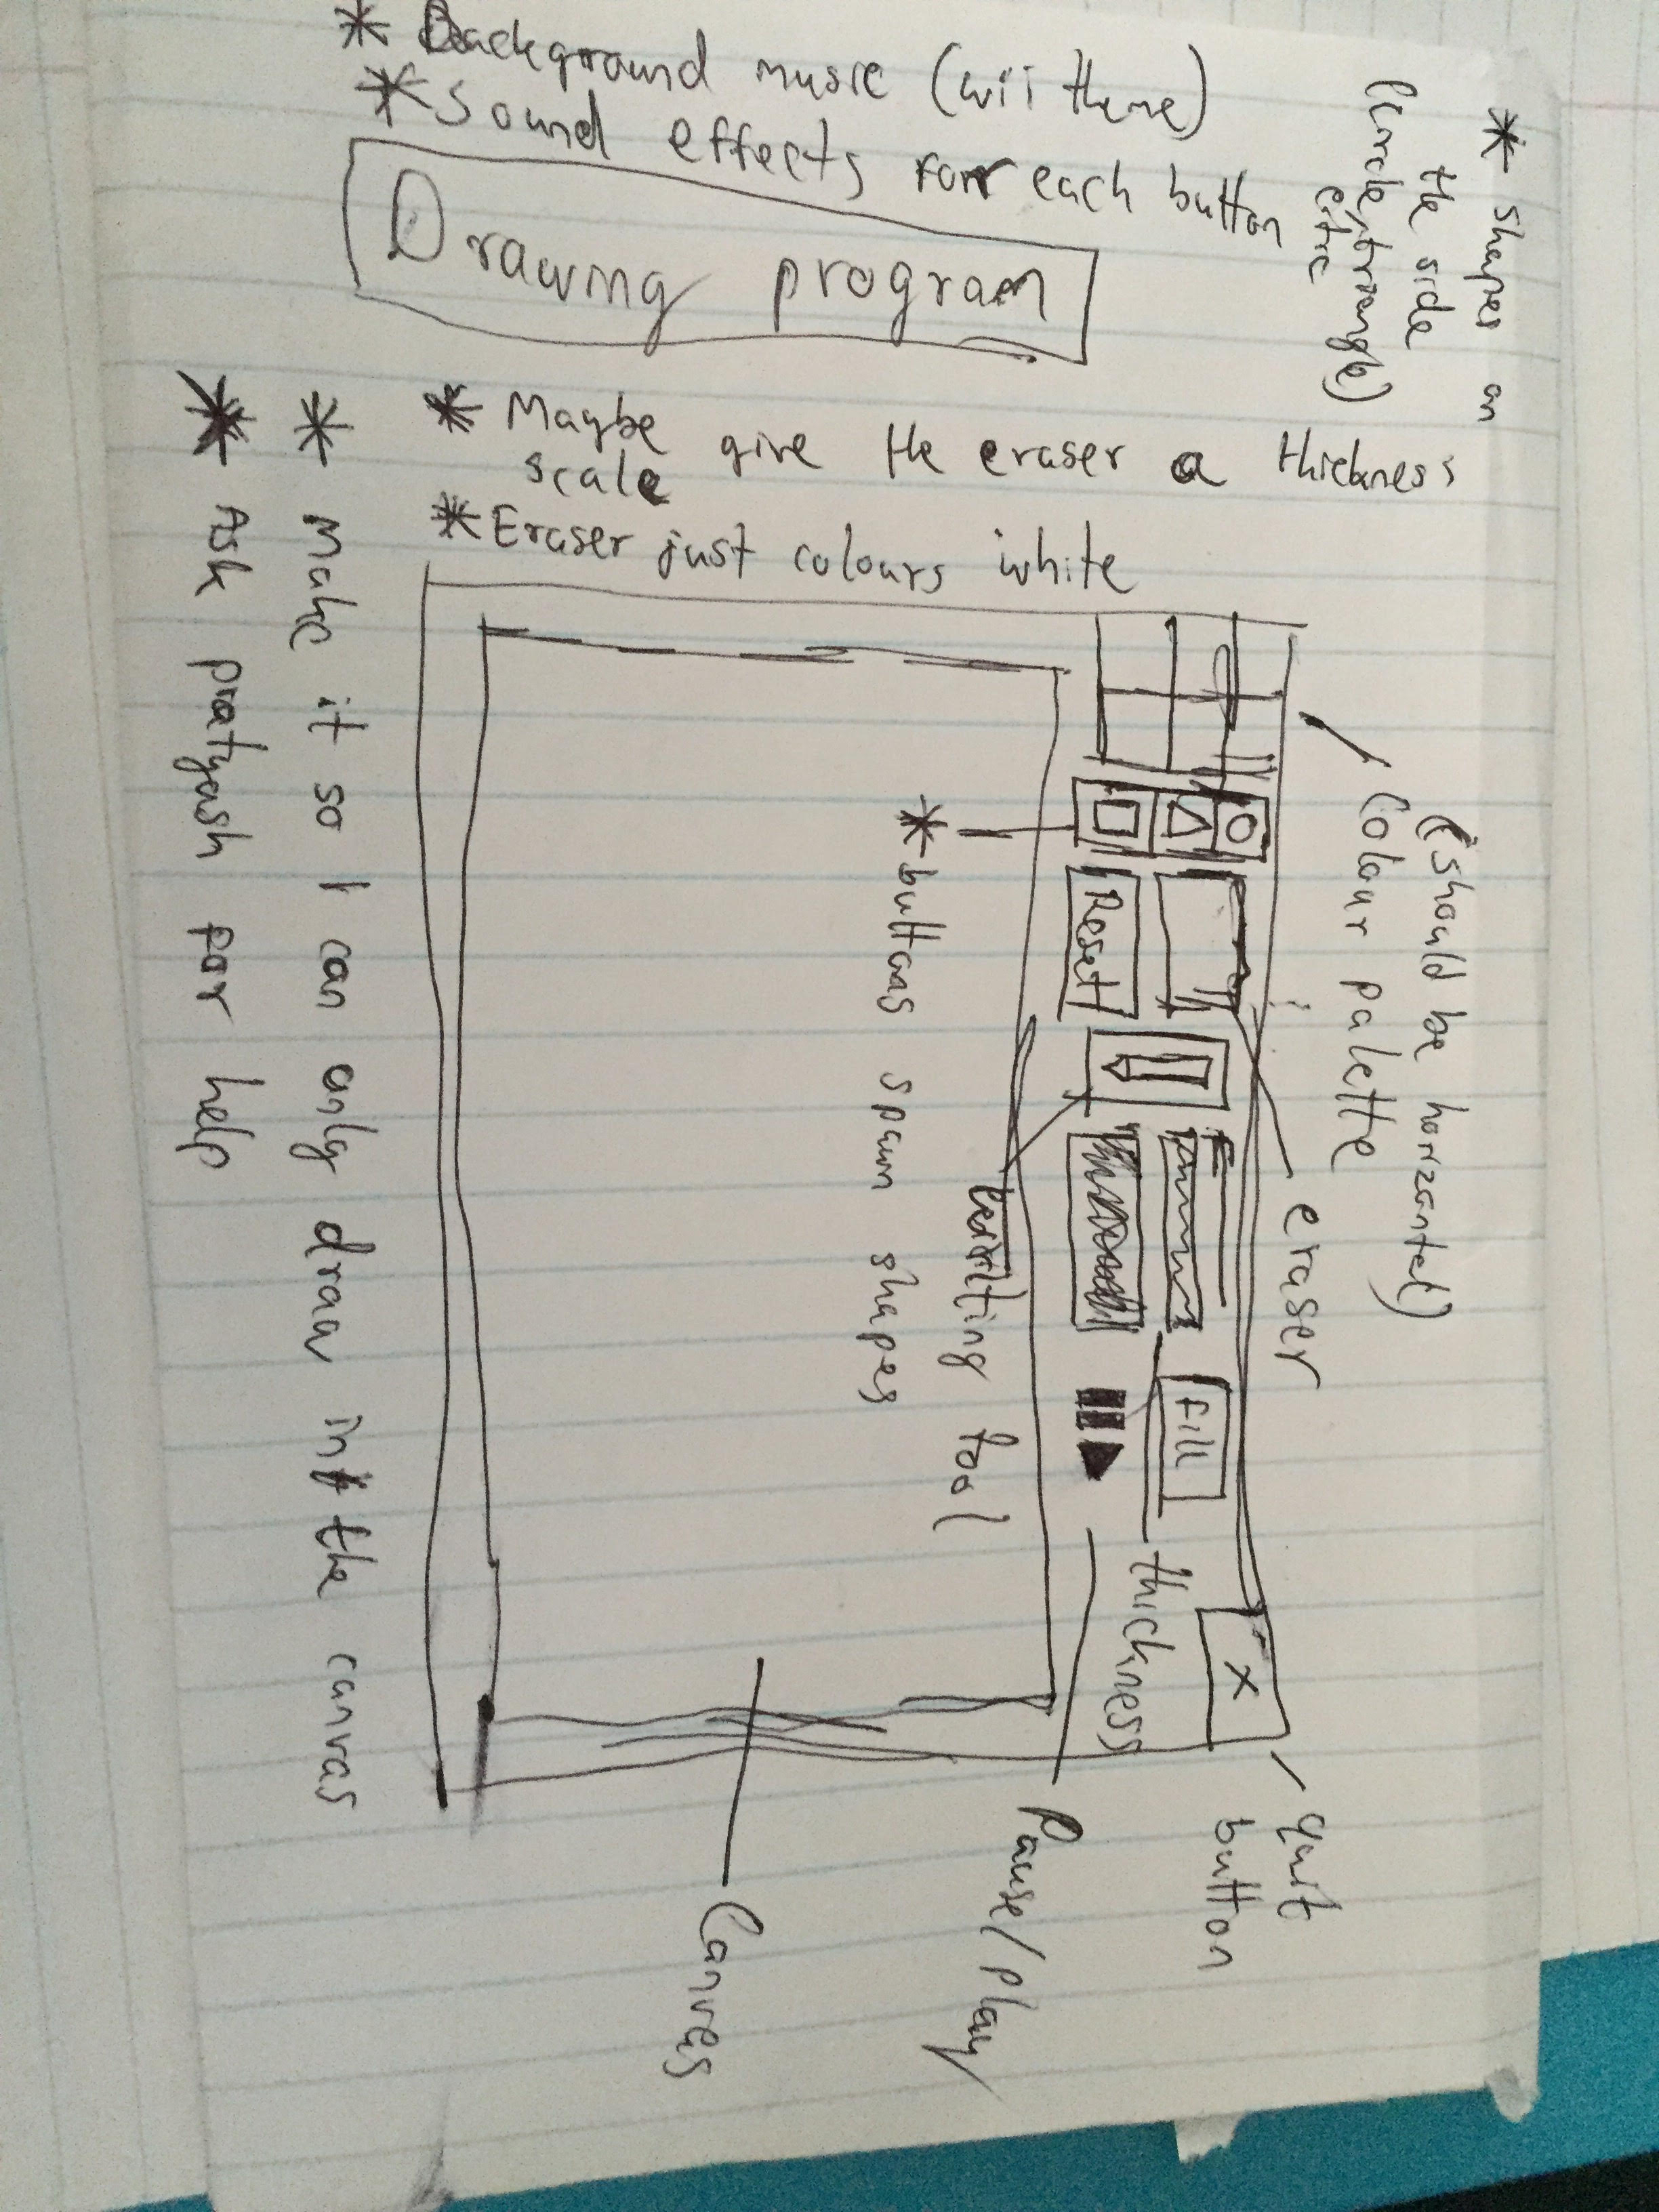 * Background music (wii theme)
* Sound effects for each button
Drawing program
* shapes on
the side
(circle, triangle)
* Maybe give the eraser a thickness
scale
* Eraser just colours white
(should be horizontal)
Colour palette
eraser
quit
button
X
Fill
Reset
thickness
Pause/play
tool
* buttons spawn shapes
Canvas
* Make it so I can only draw in the canvas
* Ask pratyash for help